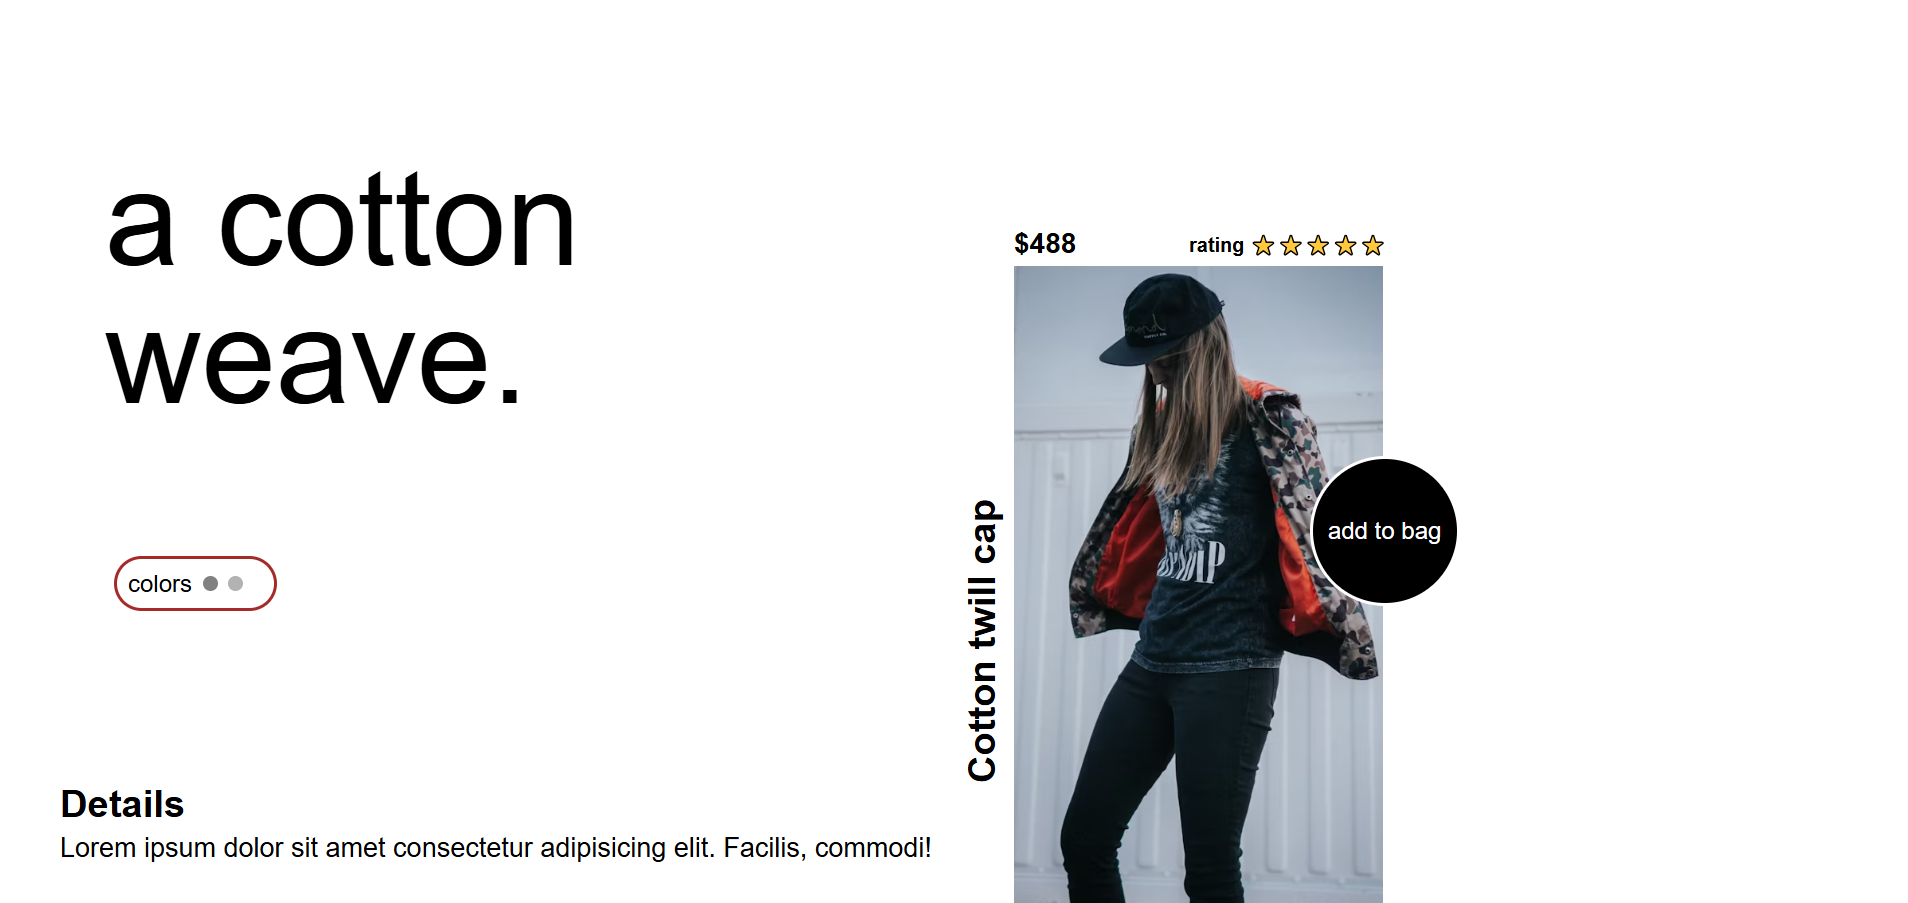 a cotton
weave.
colors
Details
Lorem ipsum dolor sit amet consectetur adipisicing elit. Facilis, commodi!
$488
rating
Cotton twill cap
add to bag